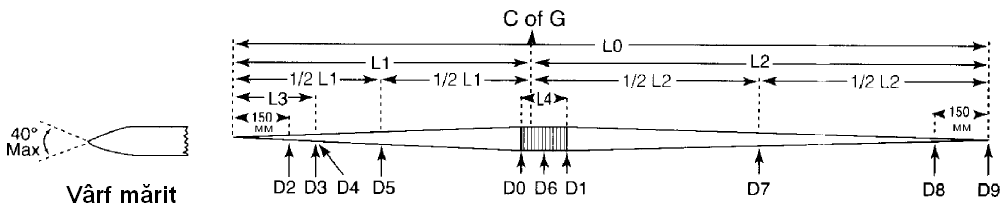 C of G
L0
L1 L2
1/2 L1 1/2 L1 1/2 L2 1/2 L2
L3 L4
150 MM 150 MM
40° Max
D2 D3 D4 D5 D0 D6 D1 D7 D8 D9
Vârf mărit